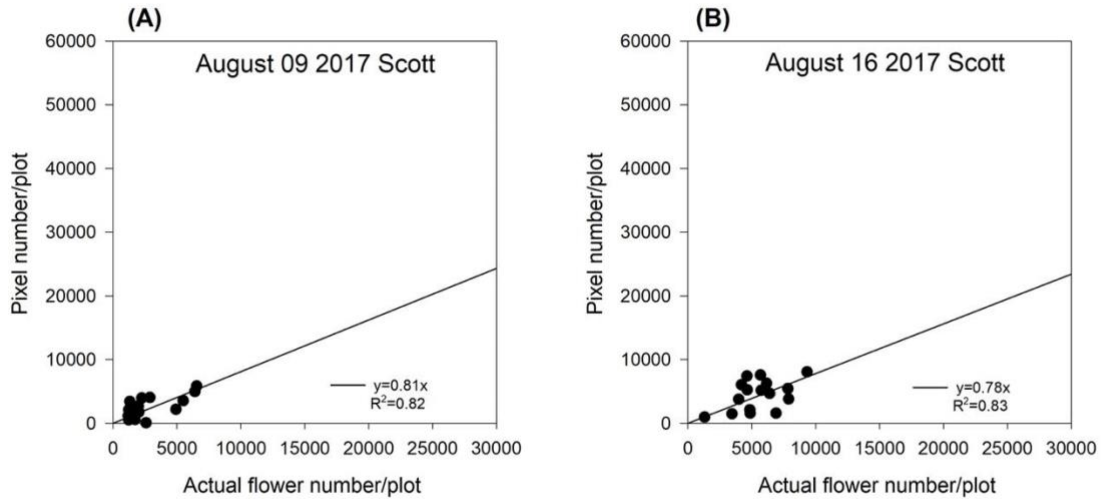 (A)
August 09 2017 Scott
60000
50000
40000
30000
20000
10000
0
Pixel number/plot
y=0.81x
R²=0.82
0 5000 10000 15000 20000 25000 30000
Actual flower number/plot
(B)
August 16 2017 Scott
60000
50000
40000
30000
20000
10000
0
Pixel number/plot
y=0.78x
R²=0.83
0 5000 10000 15000 20000 25000 30000
Actual flower number/plot